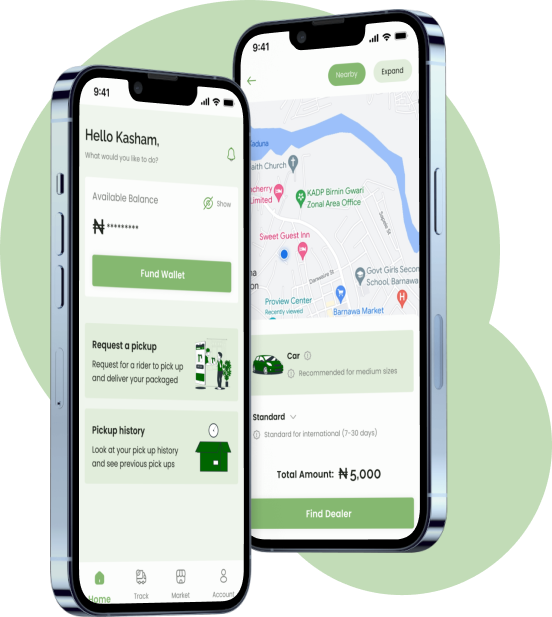 9:41
Hello Kasham,
What would you like to do?
Available Balance
Show
₦*********
Fund Wallet
Request a pickup
Request for a rider to pick up
and deliver your packaged
Pickup history
Look at your pick up history
and see previous pick ups
Home
Track
Market
Account
9:41
Nearby
Expand
aduna
aith Church
KADP Birnin Gwari
Zonal Area Office
cherry
Limited
Sweet Guest Inn
na
on
Govt Girls Secon
School, Barnawa
Proview Center
Recently viewed
Barnawa Market
H
Car
Recommended for medium sizes
Standard
Standard for international (7-30 days)
Total Amount: ₦5,000
Find Dealer